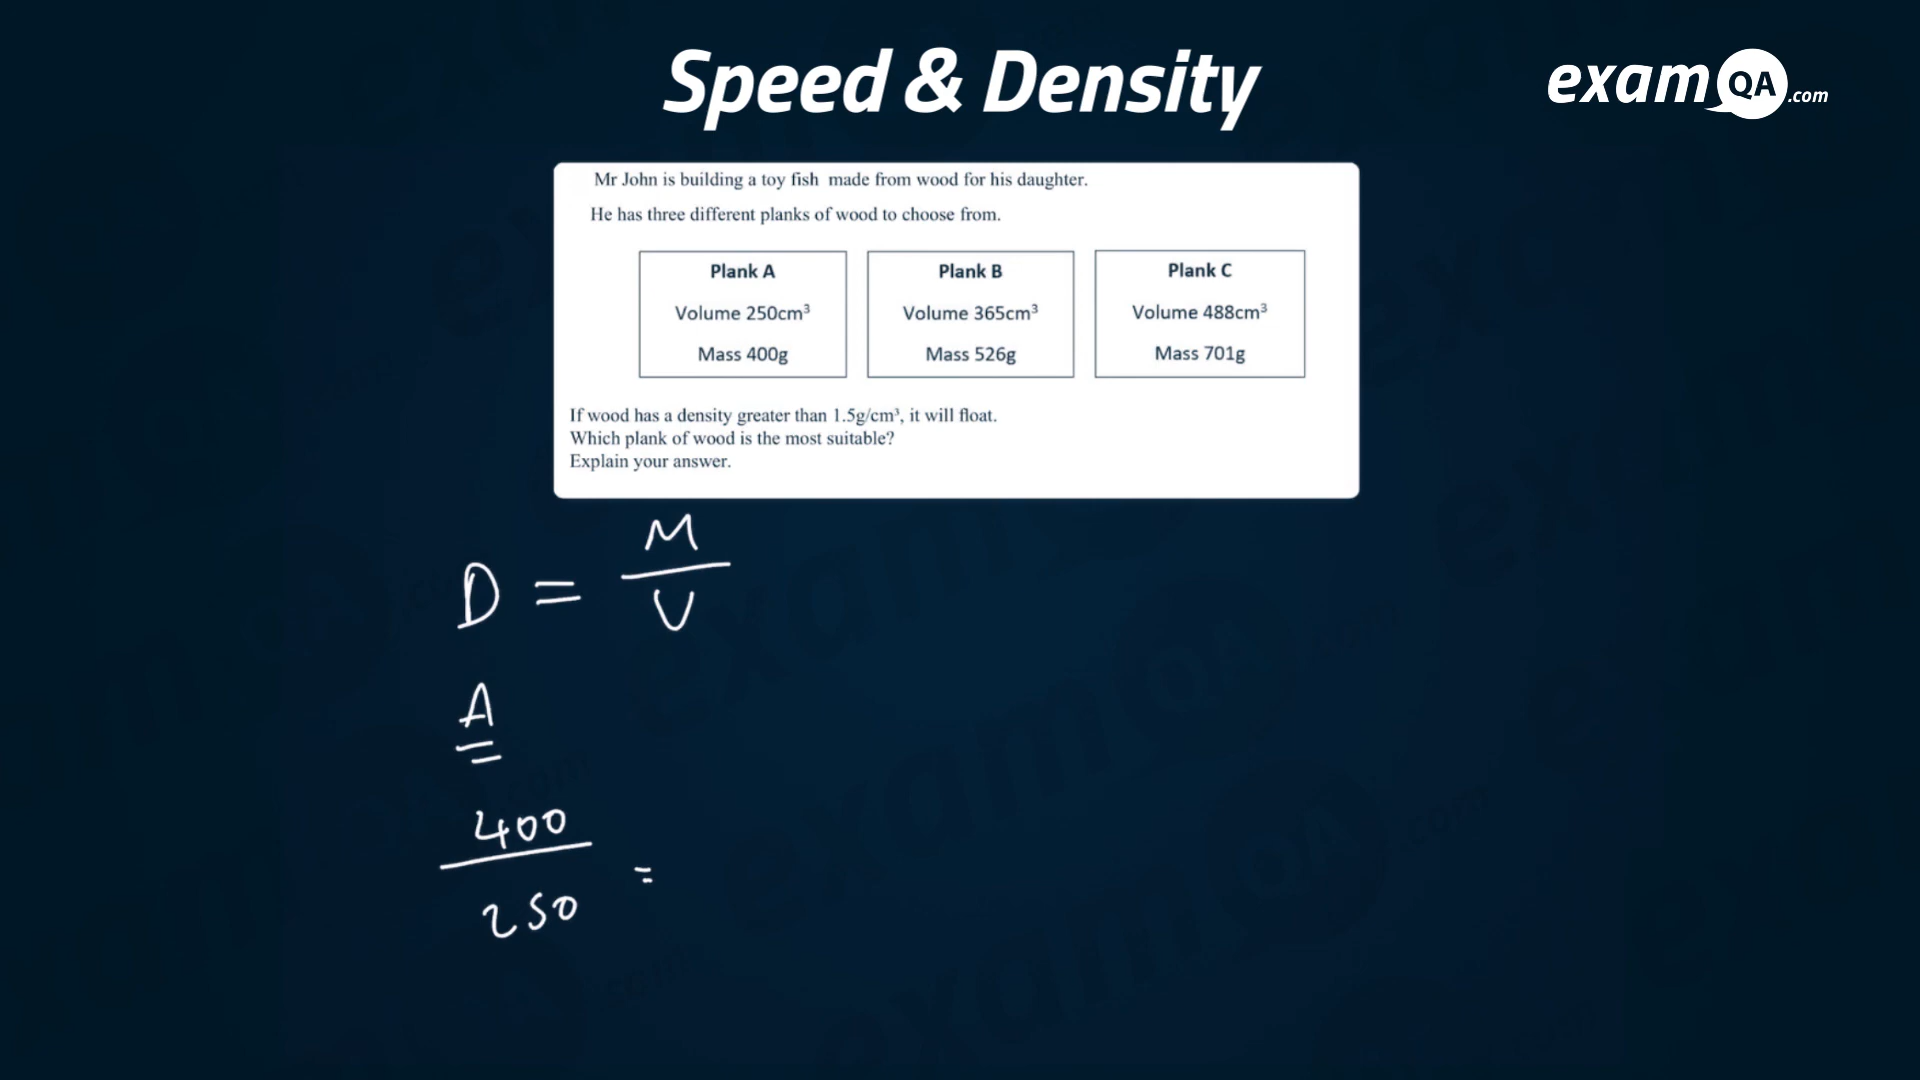 Speed & Density
examQA.com
Mr John is building a toy fish made from wood for his daughter.
He has three different planks of wood to choose from.
Plank A
Volume 250cm³
Mass 400g
Plank B
Volume 365cm³
Mass 526g
Plank C
Volume 488cm³
Mass 701g
If wood has a density greater than 1.5g/cm³, it will float.
Which plank of wood is the most suitable?
Explain your answer.
M
D =
V
A
400
=
250